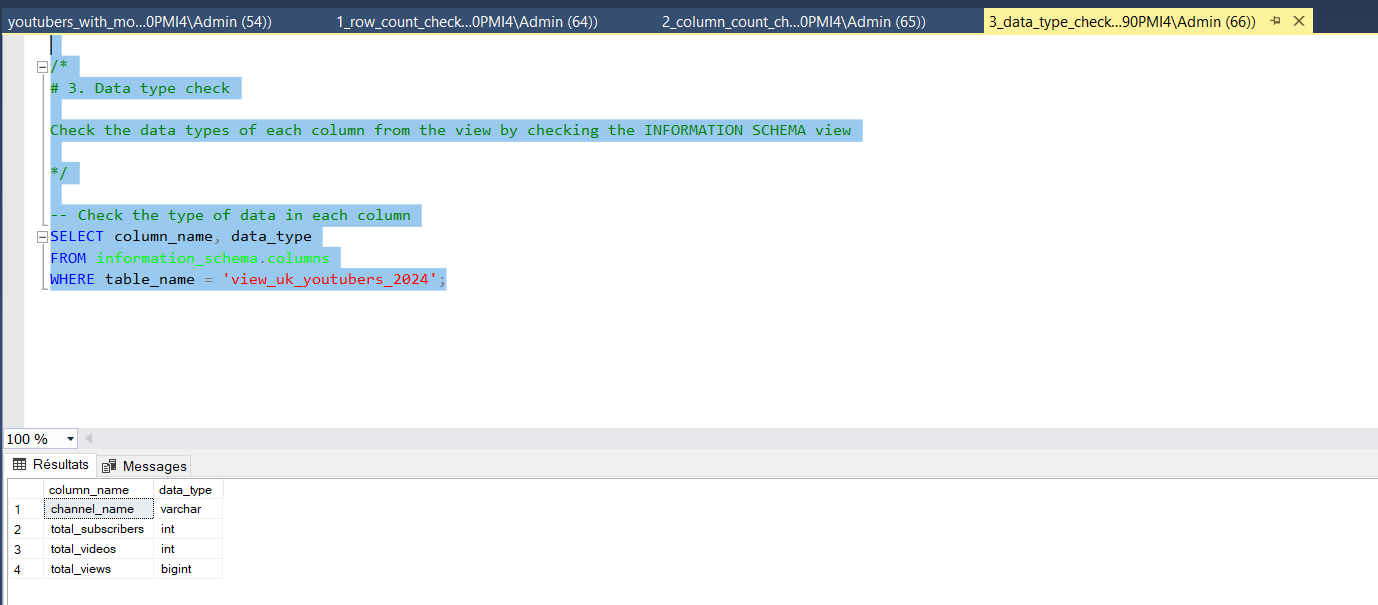 youtubers_with_mo...0PMI4\Admin (54)) 1_row_count_check...0PMI4\Admin (64)) 2_column_count_ch...0PMI4\Admin (65)) 3_data_type_check...90PMI4\Admin (66))
/*
# 3. Data type check
Check the data types of each column from the view by checking the INFORMATION SCHEMA view
*/
-- Check the type of data in each column
SELECT column_name, data_type
FROM information_schema.columns
WHERE table_name = 'view_uk_youtubers_2024';
100 %
Résultats Messages
column_name data_type
1 channel_name varchar
2 total_subscribers int
3 total_videos int
4 total_views bigint